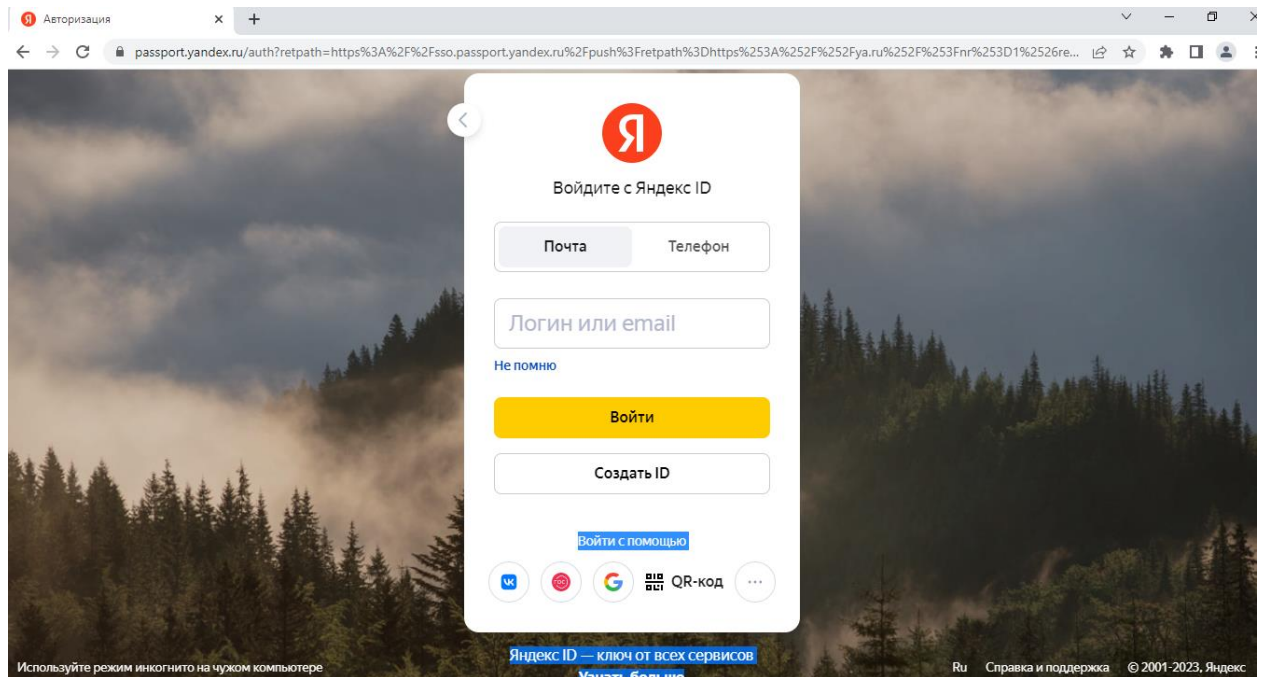 Авторизация
passport.yandex.ru/auth?retpath=https%3A%2F%2Fsso.passport.yandex.ru%2Fpush%3Fretpath%3Dhttps%253A%252F%252Fya.ru%252F%253Fnr%253D1%2526re...
Я
Войдите с Яндекс ID
Почта Телефон
Логин или email
Не помню
Войти
Создать ID
Войти с помощью
гос QR-код ...
Яндекс ID — ключ от всех сервисов
Узнать больше
Используйте режим инкогнито на чужом компьютере Ru Справка и поддержка © 2001-2023, Яндекс